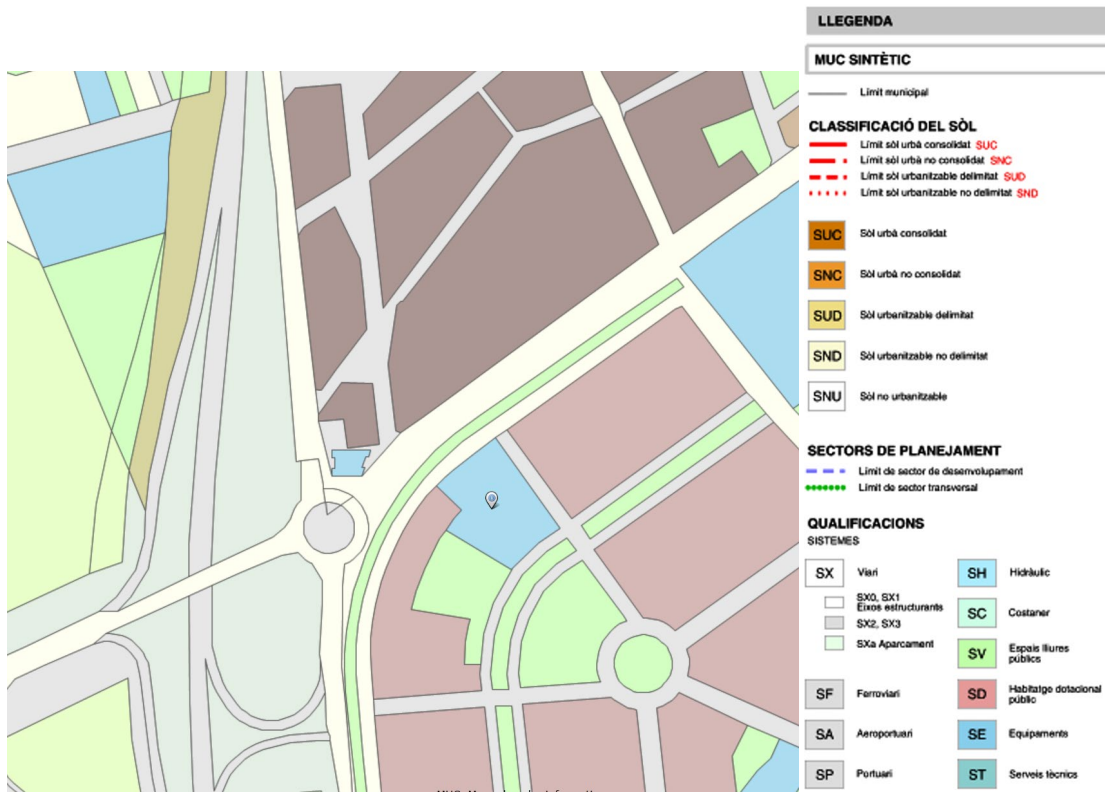 LLEGENDA
MUC SINTÈTIC
Límit municipal
CLASSIFICACIÓ DEL SÒL
Límit sòl urbà consolidat SUC
Límit sòl urbà no consolidat SNC
Límit sòl urbanitzable delimitat SUD
Límit sòl urbanitzable no delimitat SND
SUC Sòl urbà consolidat
SNC Sòl urbà no consolidat
SUD Sòl urbanitzable delimitat
SND Sòl urbanitzable no delimitat
SNU Sòl no urbanitzable
SECTORS DE PLANEJAMENT
Límit de sector de desenvolupament
Límit de sector transversal
QUALIFICACIONS
SISTEMES
SX Viari
SX0, SX1
Eixos estructurants
SX2, SX3
SXa Aparcament
SF Ferroviari
SA Aeroportuari
SP Portuari
SH Hidràulic
SC Costaner
SV Espais lliures
públics
SD Habitatge dotacional
públic
SE Equipaments
ST Serveis tècnics